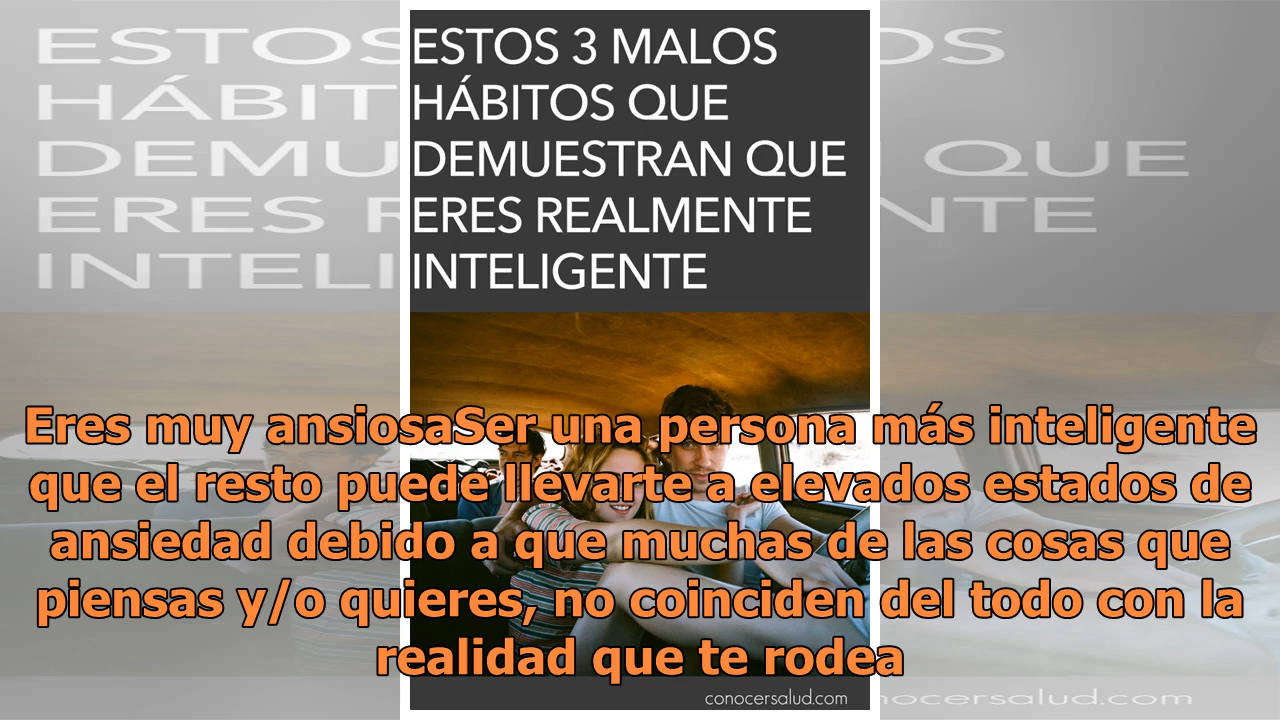 ESTOS 3 MALOS
HÁBITOS QUE
DEMUESTRAN QUE
ERES REALMENTE
INTELIGENTE
Eres muy ansiosaSer una persona más inteligente
que el resto puede llevarte a elevados estados de
ansiedad debido a que muchas de las cosas que
piensas y/o quieres, no coinciden del todo con la
realidad que te rodea
conocersalud.com